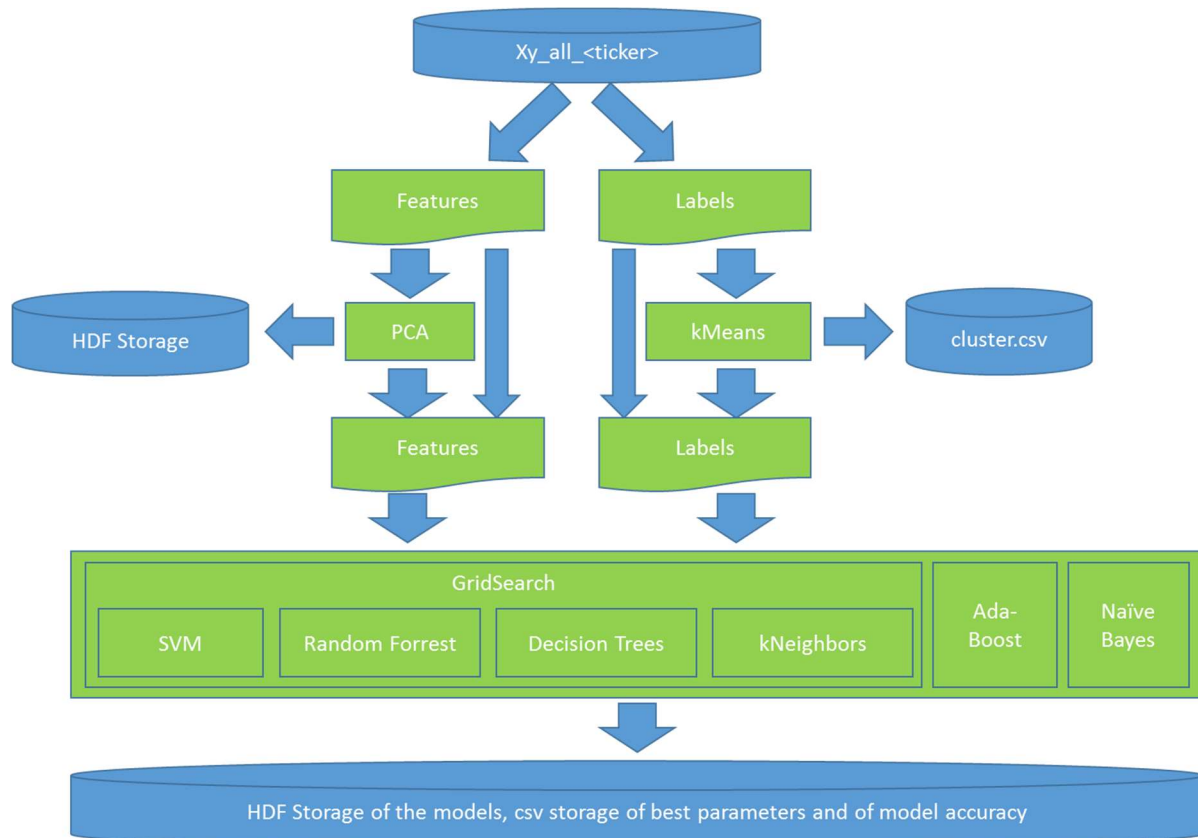 Xy_all_<ticker>
Features
Labels
HDF Storage
PCA
kMeans
cluster.csv
Features
Labels
GridSearch
SVM
Random Forrest
Decision Trees
kNeighbors
Ada-
Boost
Naïve
Bayes
HDF Storage of the models, csv storage of best parameters and of model accuracy